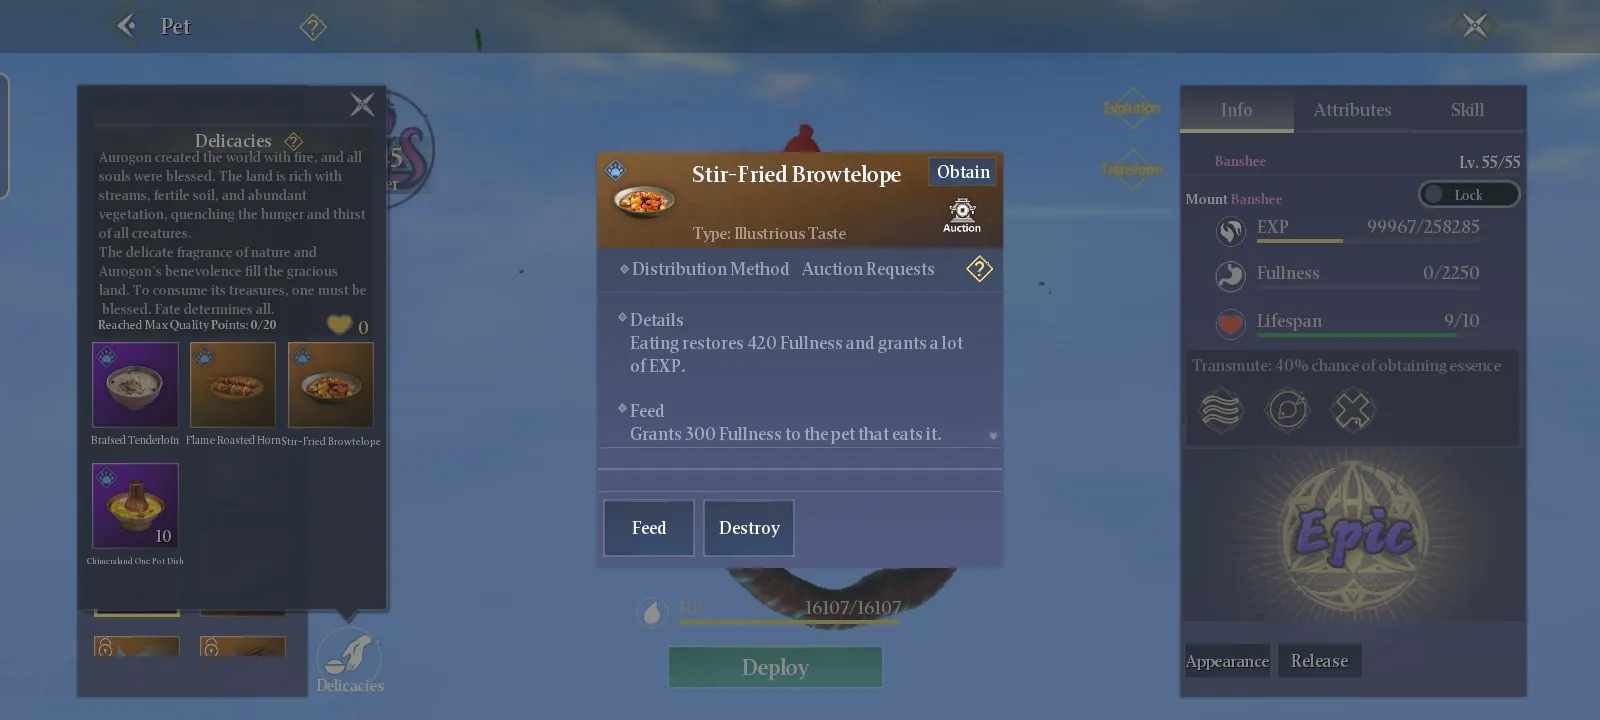 Pet
?
Delicacies ?
Aurogon created the world with fire, and all
souls were blessed. The land is rich with
streams, fertile soil, and abundant
vegetation, quenching the hunger and thirst
of all creatures.
The delicate fragrance of nature and
Aurogon's benevolence fill the gracious
land. To consume its treasures, one must be
blessed. Fate determines all.
Reached Max Quality Points: 0/20
0
Braised Tenderloin
Flame Roasted Horn
Stir-Fried Browtelope
10
Chimeraland One Pot Dish
Delicacies
Stir-Fried Browtelope
Obtain
Type: Illustrious Taste
Auction
Distribution Method Auction Requests ?
Details
Eating restores 420 Fullness and grants a lot
of EXP.
Feed
Grants 300 Fullness to the pet that eats it.
Feed
Destroy
HP 16107/16107
Deploy
Evolution
Transform
Info
Attributes
Skill
Banshee
Lv. 55/55
Mount Banshee
Lock
EXP 99967/258285
Fullness 0/2250
Lifespan 9/10
Transmute: 40% chance of obtaining essence
Epic
Appearance
Release